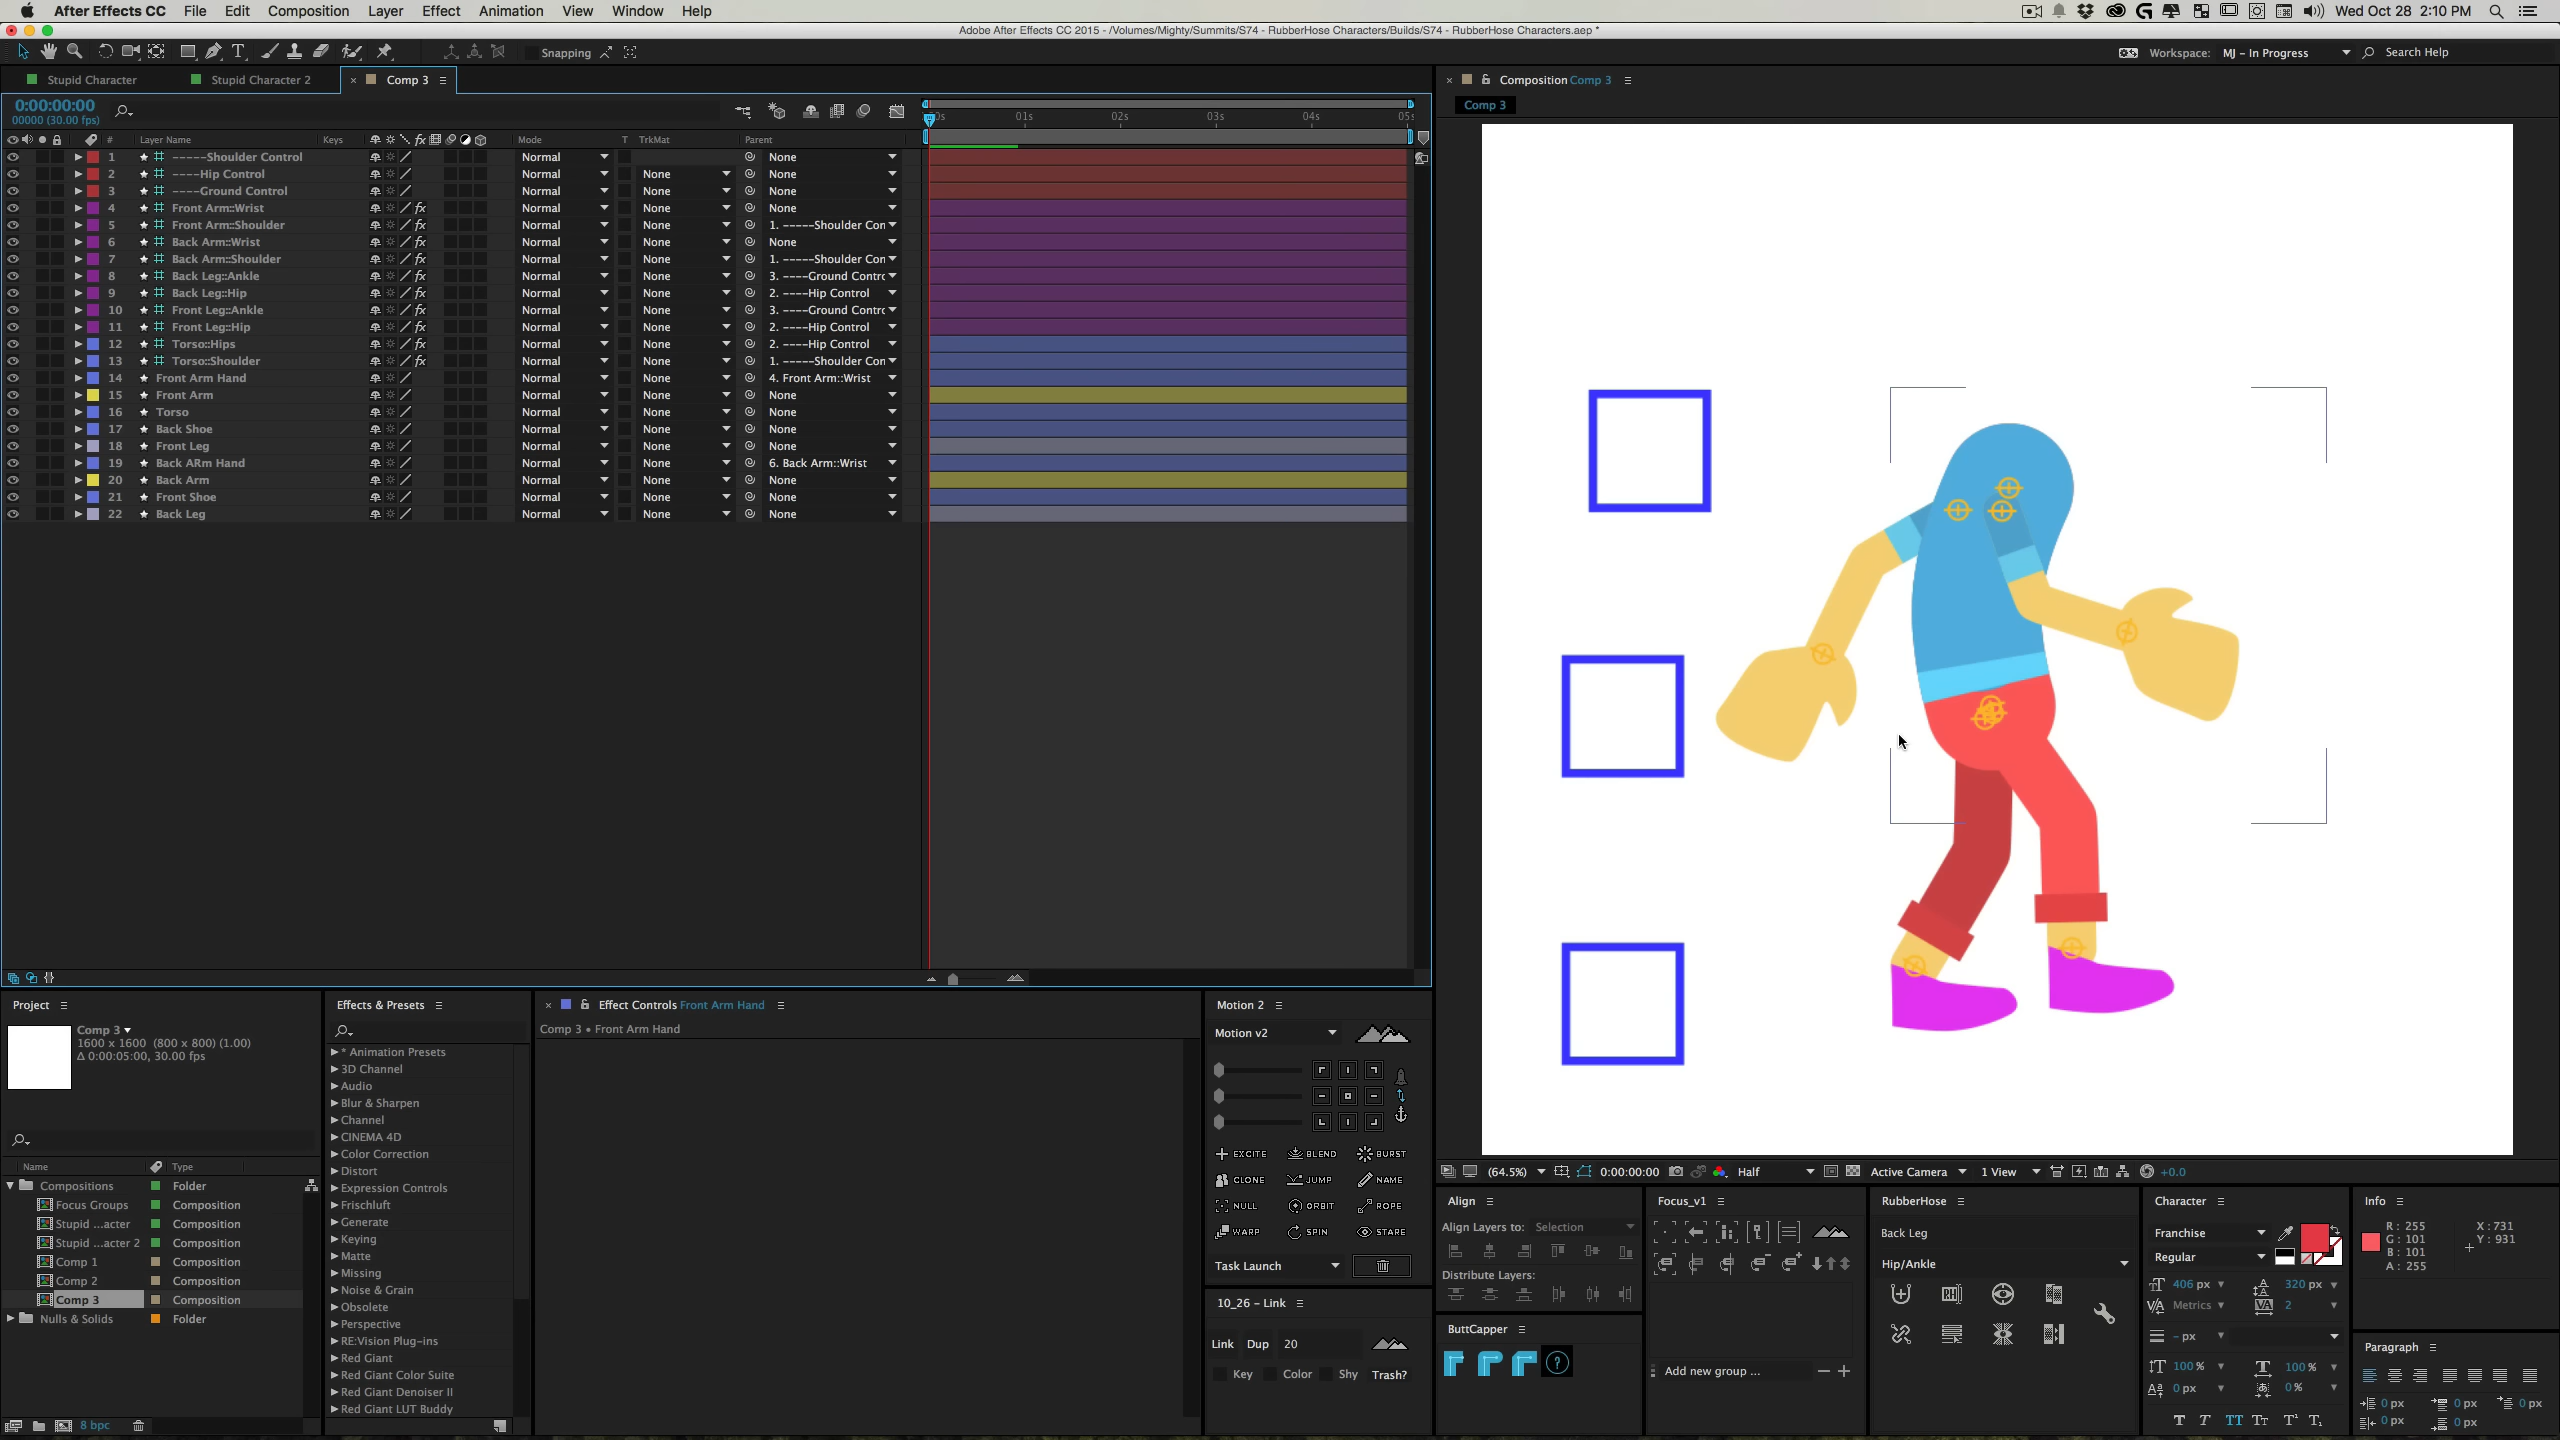 After Effects CC File Edit Composition Layer Effect Animation View Window Help Wed Oct 28 2:10 PM
Adobe After Effects CC 2015 - /Volumes/Mighty/Summits/S74 - RubberHose Characters/Builds/S74 - RubberHose Characters.aep *
Snapping Workspace: MJ – In Progress Search Help
Stupid Character Stupid Character 2 Comp 3 Composition Comp 3
0:00:00:00
00000 (30.00 fps)
Comp 3
01s 02s 03s 04s 05s
# Layer Name Keys Mode T TrkMat Parent
1 -----Shoulder Control Normal None
2 ----Hip Control Normal None None
3 ----Ground Control Normal None None
4 Front Arm::Wrist Normal None None
5 Front Arm::Shoulder Normal None 1. -----Shoulder Con
6 Back Arm::Wrist Normal None None
7 Back Arm::Shoulder Normal None 1. -----Shoulder Con
8 Back Leg::Ankle Normal None 3. ----Ground Contrc
9 Back Leg::Hip Normal None 2. ----Hip Control
10 Front Leg::Ankle Normal None 3. ----Ground Contrc
11 Front Leg::Hip Normal None 2. ----Hip Control
12 Torso::Hips Normal None 2. ----Hip Control
13 Torso::Shoulder Normal None 1. -----Shoulder Con
14 Front Arm Hand Normal None 4. Front Arm::Wrist
15 Front Arm Normal None None
16 Torso Normal None None
17 Back Shoe Normal None None
18 Front Leg Normal None None
19 Back ARm Hand Normal None 6. Back Arm::Wrist
20 Back Arm Normal None None
21 Front Shoe Normal None None
22 Back Leg Normal None None
Project
Comp 3
1600 x 1600 (800 x 800) (1.00)
Δ 0:00:05:00, 30.00 fps
Name Type
Compositions Folder
Focus Groups Composition
Stupid ...acter Composition
Stupid ...acter 2 Composition
Comp 1 Composition
Comp 2 Composition
Comp 3 Composition
Nulls & Solids Folder
8 bpc
Effects & Presets
* Animation Presets
3D Channel
Audio
Blur & Sharpen
Channel
CINEMA 4D
Color Correction
Distort
Expression Controls
Frischluft
Generate
Keying
Matte
Missing
Noise & Grain
Obsolete
Perspective
RE:Vision Plug-ins
Red Giant
Red Giant Color Suite
Red Giant Denoiser II
Red Giant LUT Buddy
Effect Controls Front Arm Hand
Comp 3 • Front Arm Hand
Motion 2
Motion v2
EXCITE BLEND BURST
CLONE JUMP NAME
NULL ORBIT ROPE
WARP SPIN STARE
Task Launch
10_26 – Link
Link Dup 20
Key Color Shy Trash?
(64.5%) 0:00:00:00 Half Active Camera 1 View +0.0
Align
Align Layers to: Selection
Distribute Layers:
ButtCapper
?
Focus_v1
Add new group ...
RubberHose
Back Leg
Hip/Ankle
Character
Franchise
Regular
406 px 320 px
Metrics 2
- px
100 % 100 %
0 px 0 %
T T TT Tt T¹ T₁
Info
R : 255
G : 101
B : 101
A : 255
X : 731
Y : 931
Paragraph
0 px 0 px 0 px
0 px 0 px